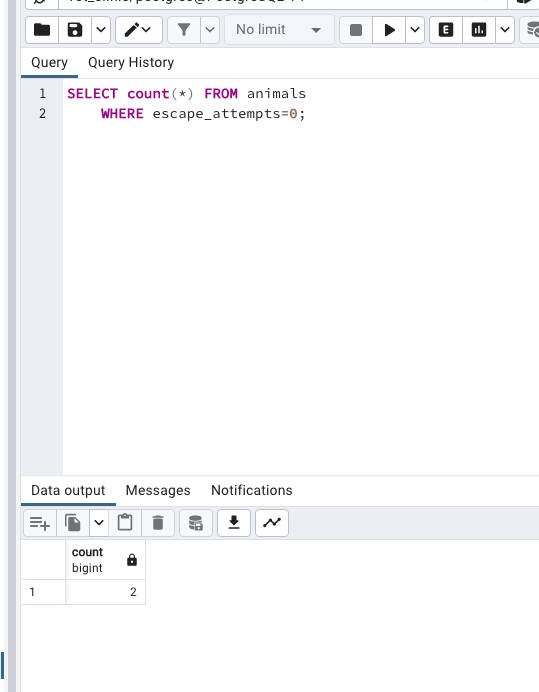 No limit
E
Query Query History
1 SELECT count(*) FROM animals
2 WHERE escape_attempts=0;
Data output Messages Notifications
count
bigint
1 2